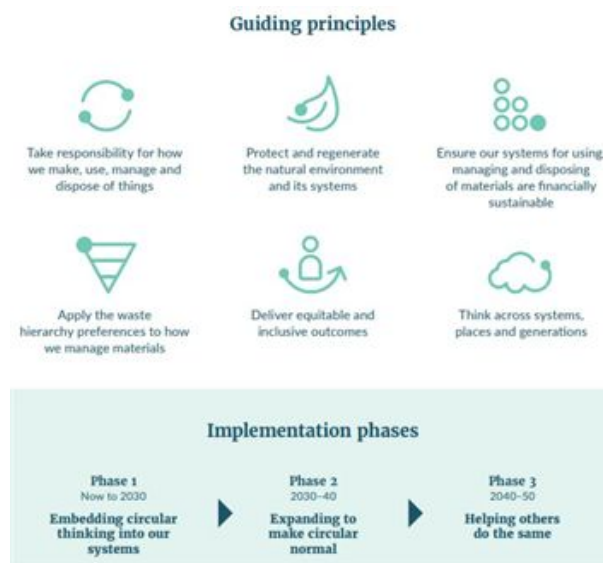 Guiding principles
Take responsibility for how
we make, use, manage and
dispose of things
Protect and regenerate
the natural environment
and its systems
Ensure our systems for using
managing and disposing
of materials are financially
sustainable
Apply the waste
hierarchy preferences to how
we manage materials
Deliver equitable and
inclusive outcomes
Think across systems,
places and generations
Implementation phases
Phase 1
Now to 2030
Embedding circular
thinking into our
systems
Phase 2
2030–40
Expanding to
make circular
normal
Phase 3
2040–50
Helping others
do the same